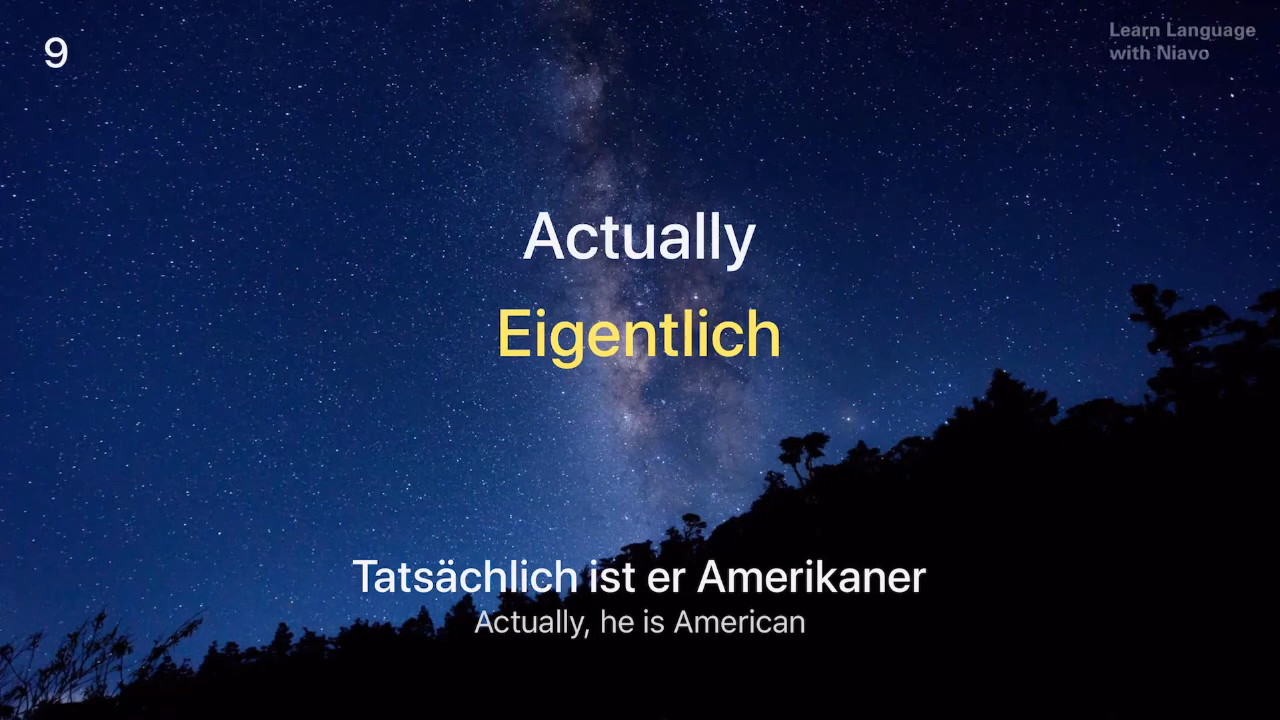 9
Learn Language
with Niavo
Actually
Eigentlich
Tatsächlich ist er Amerikaner
Actually, he is American